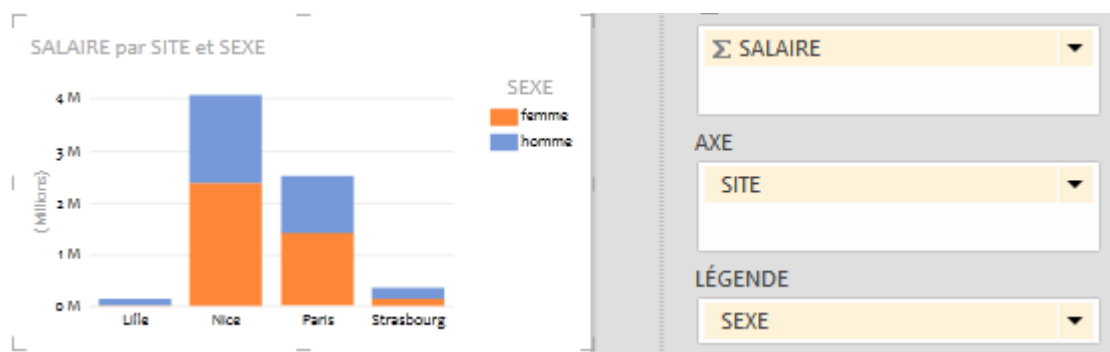 SALAIRE par SITE et SEXE
SEXE
femme
homme
4 M
3 M
2 M
1 M
0 M
(Millions)
Lille Nice Paris Strasbourg
Σ SALAIRE
AXE
SITE
LÉGENDE
SEXE